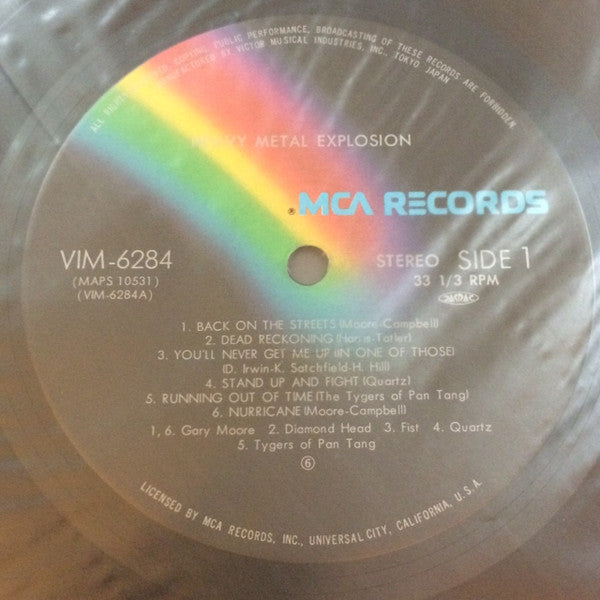 ALL RIGHTS PUBLIC PERFORMANCE, BROADCASTING OF THESE RECORDS ARE FORBIDDEN
BY VICTOR MUSICAL INDUSTRIES, INC., TOKYO JAPAN
METAL EXPLOSION
® MCA RECORDS
VIM-6284
(MAPS 10531)
(VIM-6284A)
STEREO SIDE 1
33 1/3 RPM
1. BACK ON THE STREETS (Moore-Campbell)
2. DEAD RECKONING (Harris-Tatler)
3. YOU'LL NEVER GET ME UP (IN ONE OF THOSE)
(D. Irwin-K. Satchfield-H. Hill)
4. STAND UP AND FIGHT (Quartz)
5. RUNNING OUT OF TIME (The Tygers of Pan Tang)
6. NURRICANE (Moore-Campbell)
1, 6. Gary Moore 2. Diamond Head 3. Fist 4. Quartz
5. Tygers of Pan Tang
⑥
LICENSED BY MCA RECORDS, INC., UNIVERSAL CITY, CALIFORNIA, U.S.A.